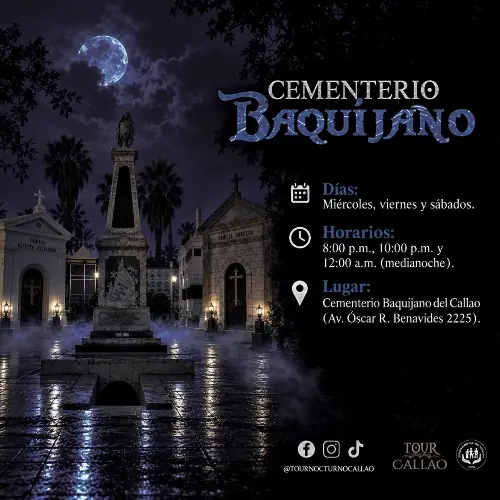 CEMENTERIO
BAQUÍJANO
Días:
Miércoles, viernes y sábados.
Horarios:
8:00 p.m., 10:00 p.m. y
12:00 a.m. (medianoche).
Lugar:
Cementerio Baquíjano del Callao
(Av. Óscar R. Benavides 2225).
@TOURNOCTURNOCALLAO
TOUR
CALLAO